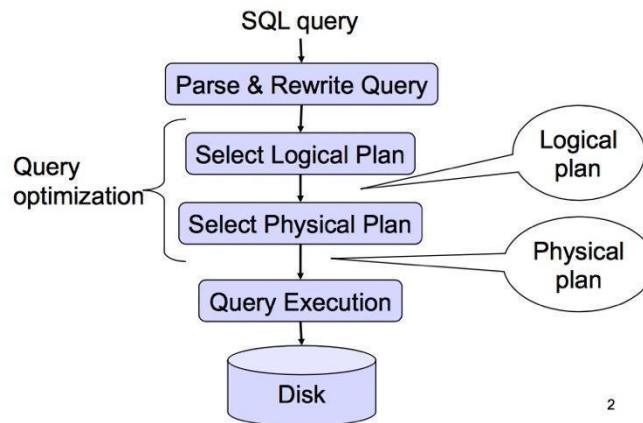 SQL query
Parse & Rewrite Query
Query
optimization
Select Logical Plan
Logical
plan
Select Physical Plan
Physical
plan
Query Execution
Disk
2